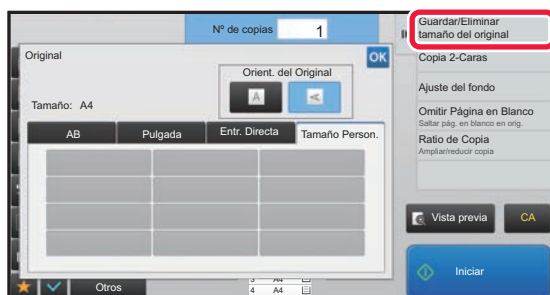 Nº de copias
1
Original
OK
Orient. del Original
A
A
Tamaño: A4
AB
Pulgada
Entr. Directa
Tamaño Person.
Otros
3 A4
4 A4
Guardar/Eliminar
tamaño del original
Copia 2-Caras
Ajuste del fondo
Omitir Página en Blanco
Saltar pág. en blanco en orig.
Ratio de Copia
Ampliar/reducir copia
Vista previa
CA
Iniciar